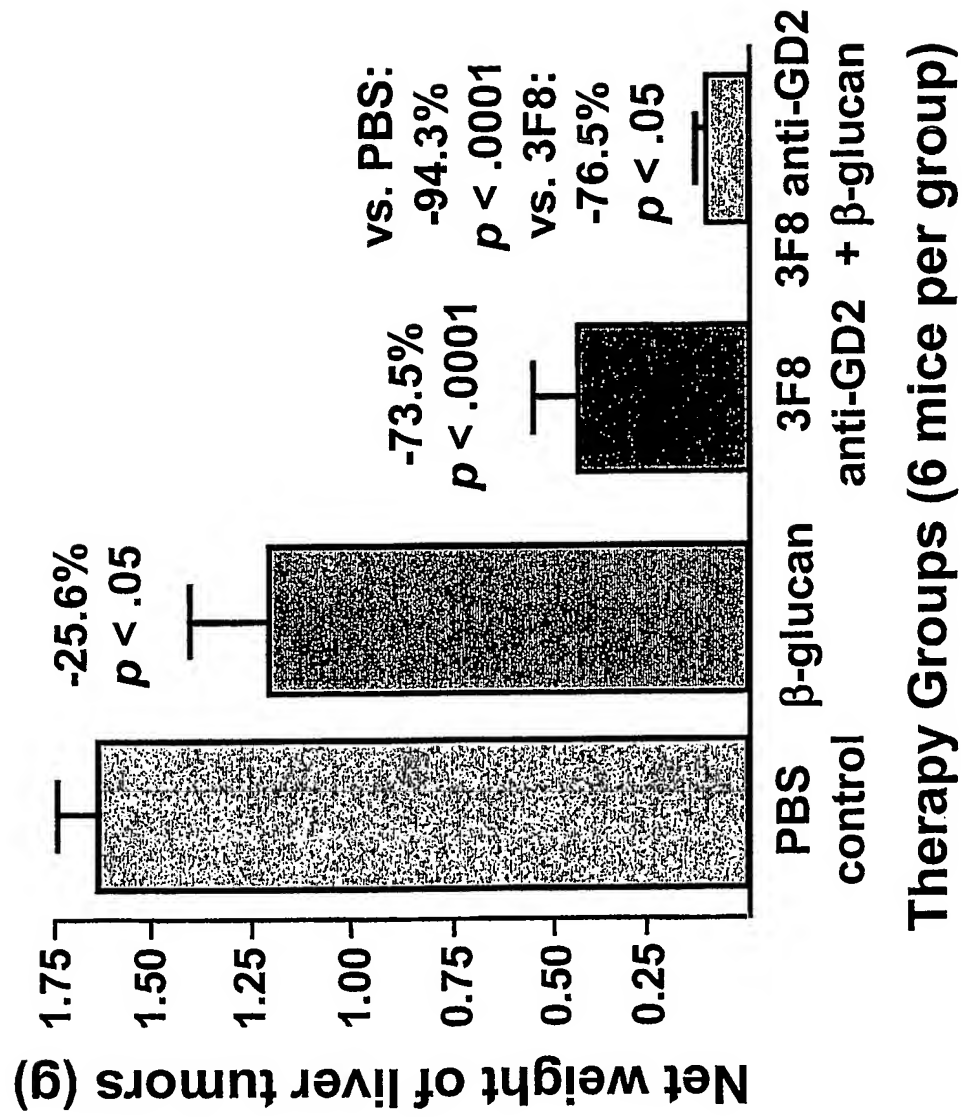 Net weight of liver tumors (g)
1.75
1.50
1.25
1.00
0.75
0.50
0.25
-25.6%
p < .05
-73.5%
p < .0001
vs. PBS:
-94.3%
p < .0001
vs. 3F8:
-76.5%
p < .05
PBS
control
β-glucan
3F8
anti-GD2
3F8 anti-GD2
+ β-glucan
Therapy Groups (6 mice per group)